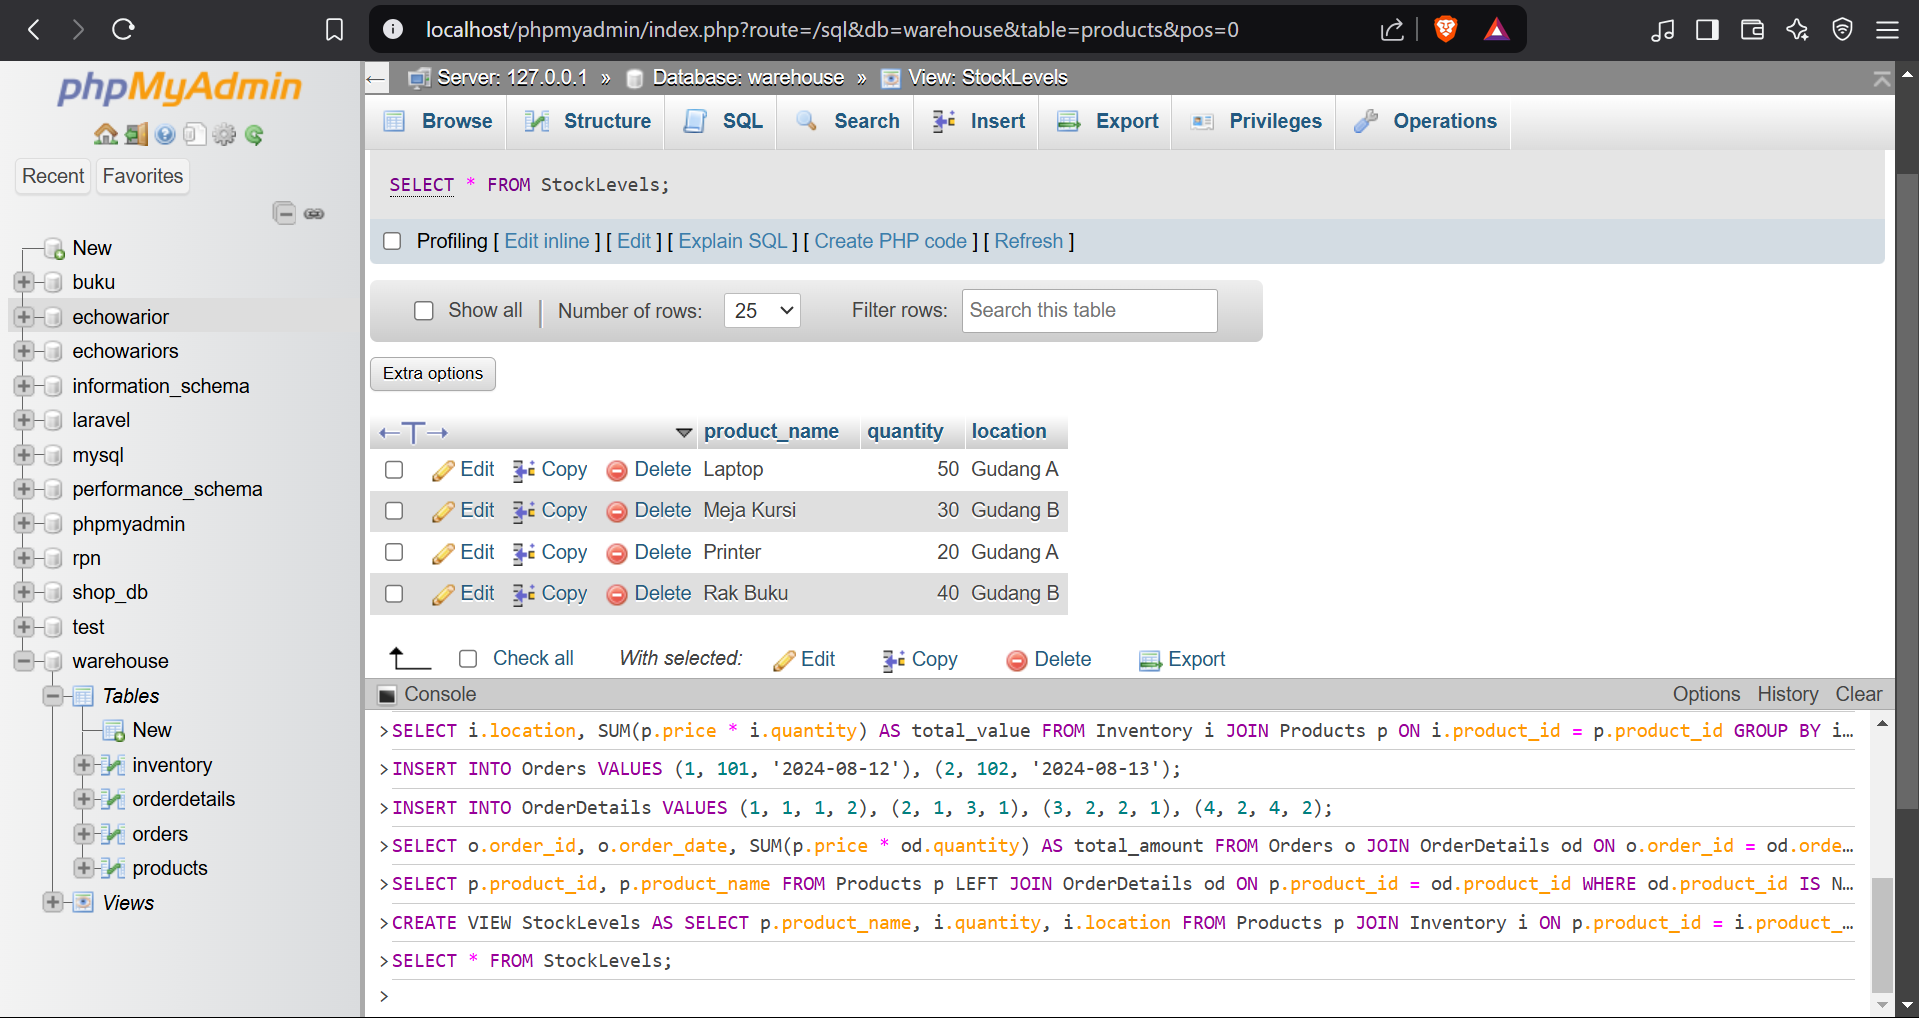 localhost/phpmyadmin/index.php?route=/sql&db=warehouse&table=products&pos=0
phpMyAdmin
Recent
Favorites
New
buku
echowarior
echowariors
information_schema
laravel
mysql
performance_schema
phpmyadmin
rpn
shop_db
test
warehouse
Tables
New
inventory
orderdetails
orders
products
Views
Server: 127.0.0.1 » Database: warehouse » View: StockLevels
Browse Structure SQL Search Insert Export Privileges Operations
SELECT * FROM StockLevels;
Profiling [ Edit inline ] [ Edit ] [ Explain SQL ] [ Create PHP code ] [ Refresh ]
Show all | Number of rows: 25 Filter rows: Search this table
Extra options
←T→ product_name quantity location
Edit Copy Delete Laptop 50 Gudang A
Edit Copy Delete Meja Kursi 30 Gudang B
Edit Copy Delete Printer 20 Gudang A
Edit Copy Delete Rak Buku 40 Gudang B
Check all With selected: Edit Copy Delete Export
Console Options History Clear
>SELECT i.location, SUM(p.price * i.quantity) AS total_value FROM Inventory i JOIN Products p ON i.product_id = p.product_id GROUP BY i…
>INSERT INTO Orders VALUES (1, 101, '2024-08-12'), (2, 102, '2024-08-13');
>INSERT INTO OrderDetails VALUES (1, 1, 1, 2), (2, 1, 3, 1), (3, 2, 2, 1), (4, 2, 4, 2);
>SELECT o.order_id, o.order_date, SUM(p.price * od.quantity) AS total_amount FROM Orders o JOIN OrderDetails od ON o.order_id = od.orde…
>SELECT p.product_id, p.product_name FROM Products p LEFT JOIN OrderDetails od ON p.product_id = od.product_id WHERE od.product_id IS N…
>CREATE VIEW StockLevels AS SELECT p.product_name, i.quantity, i.location FROM Products p JOIN Inventory i ON p.product_id = i.product_…
>SELECT * FROM StockLevels;
>